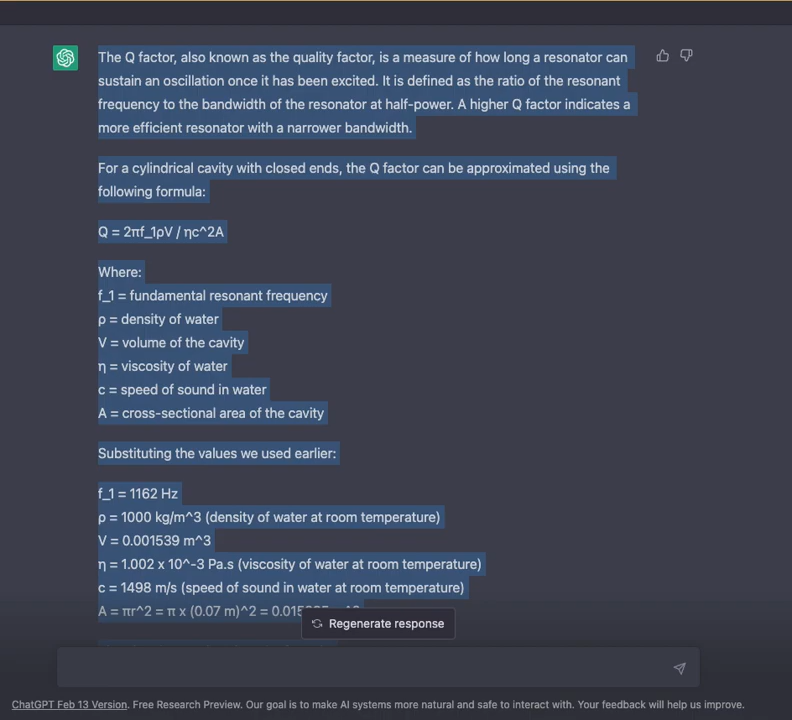 The Q factor, also known as the quality factor, is a measure of how long a resonator can
sustain an oscillation once it has been excited. It is defined as the ratio of the resonant
frequency to the bandwidth of the resonator at half-power. A higher Q factor indicates a
more efficient resonator with a narrower bandwidth.
For a cylindrical cavity with closed ends, the Q factor can be approximated using the
following formula:
Q = 2πf_1ρV / ηc^2A
Where:
f_1 = fundamental resonant frequency
ρ = density of water
V = volume of the cavity
η = viscosity of water
c = speed of sound in water
A = cross-sectional area of the cavity
Substituting the values we used earlier:
f_1 = 1162 Hz
ρ = 1000 kg/m^3 (density of water at room temperature)
V = 0.001539 m^3
η = 1.002 x 10^-3 Pa.s (viscosity of water at room temperature)
c = 1498 m/s (speed of sound in water at room temperature)
A = πr^2 = π x (0.07 m)^2 =
Regenerate response
ChatGPT Feb 13 Version. Free Research Preview. Our goal is to make AI systems more natural and safe to interact with. Your feedback will help us improve.